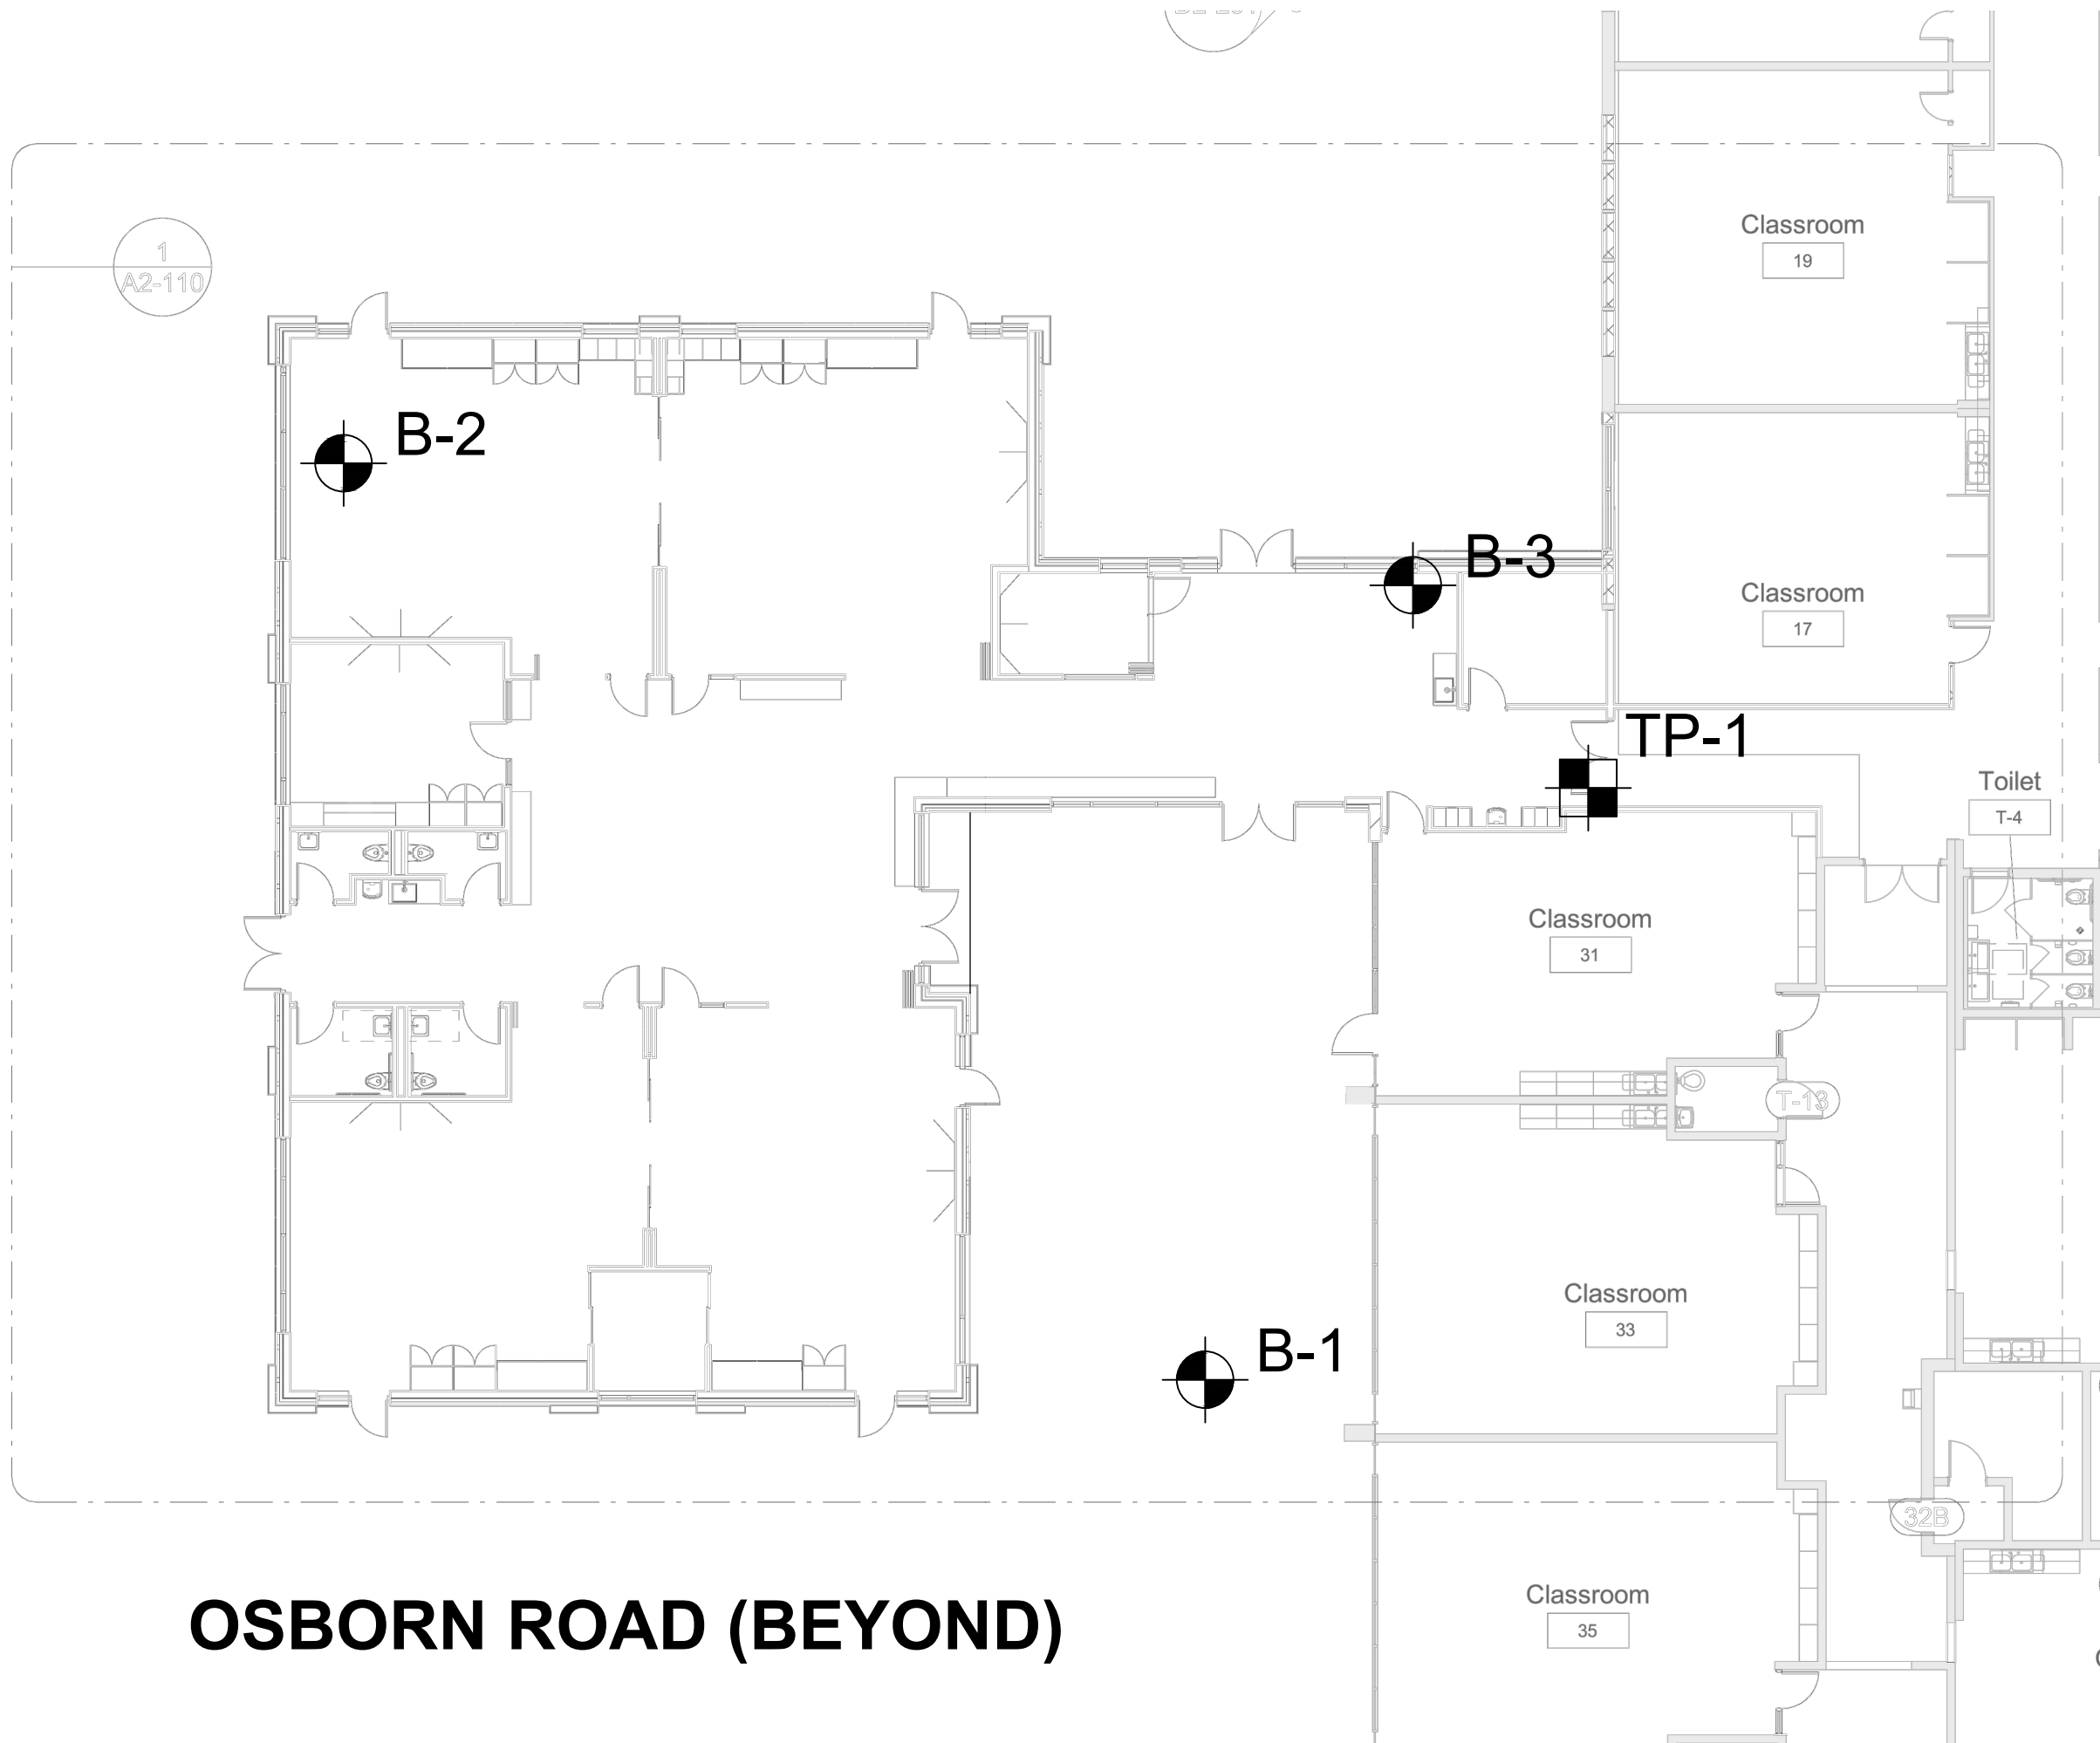 1
A2-110
Classroom
19
B-2
B-3
Classroom
17
TP-1
Toilet
T-4
Classroom
31
T-13
Classroom
33
B-1
32B
Classroom
35
OSBORN ROAD (BEYOND)